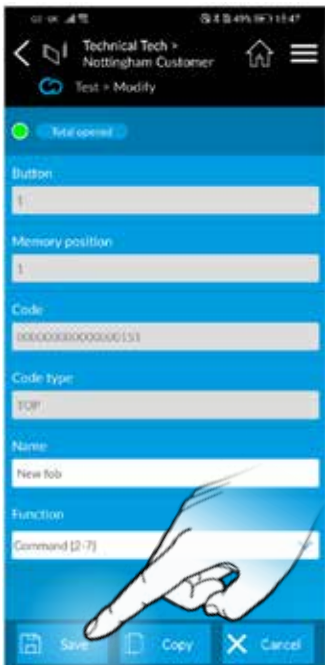 Technical Tech >
Nottingham Customer
Test > Modify
Total opened
Button
1
Memory position
1
Code
Code type
TOP
Name
New fob
Function
Command [2-7]
Save
Copy
Cancel